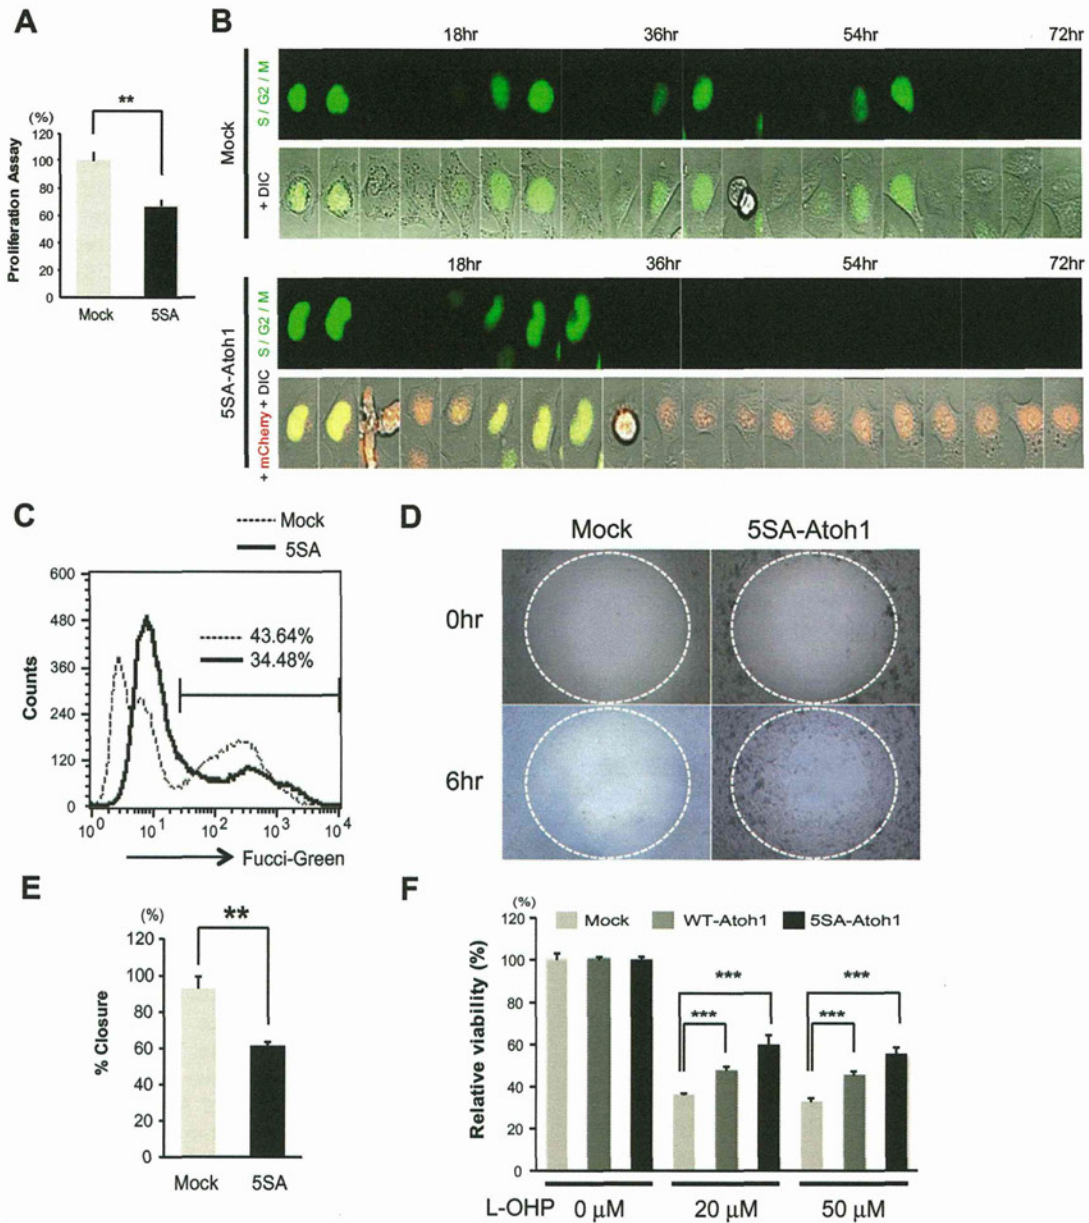 A
(%)
**
Proliferation Assay
120
100
80
60
40
20
0
Mock
5SA
B
18hr
36hr
54hr
72hr
Mock
S / G2 / M
+ DIC
18hr
36hr
54hr
72hr
5SA-Atoh1
S / G2 / M
+ mCherry + DIC
C
Mock
5SA
600
480
360
240
120
0
Counts
43.64%
34.48%
10^0
10^1
10^2
10^3
10^4
Fucci-Green
D
Mock
5SA-Atoh1
0hr
6hr
E
(%)
**
% Closure
120
100
80
60
40
20
0
Mock
5SA
F
(%)
Mock
WT-Atoh1
5SA-Atoh1
Relative viability (%)
120
100
80
60
40
20
0
***
***
***
***
L-OHP
0 μM
20 μM
50 μM